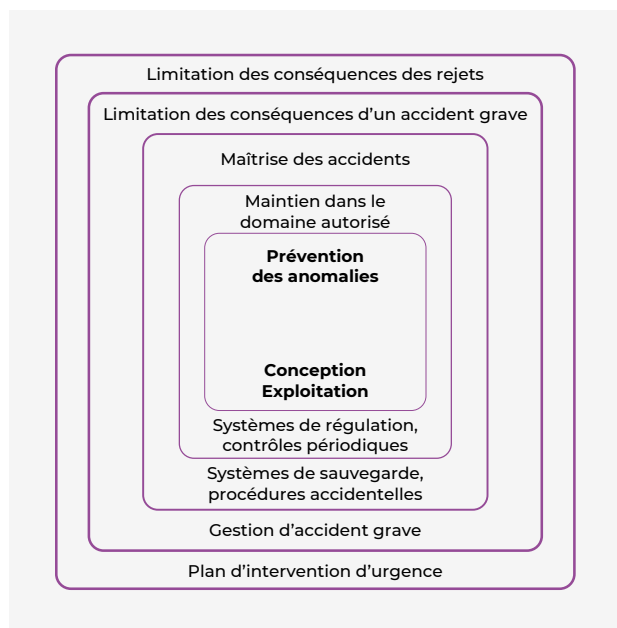 Limitation des conséquences des rejets
Limitation des conséquences d’un accident grave
Maîtrise des accidents
Maintien dans le
domaine autorisé
Prévention
des anomalies
Conception
Exploitation
Systèmes de régulation,
contrôles périodiques
Systèmes de sauvegarde,
procédures accidentelles
Gestion d’accident grave
Plan d’intervention d’urgence